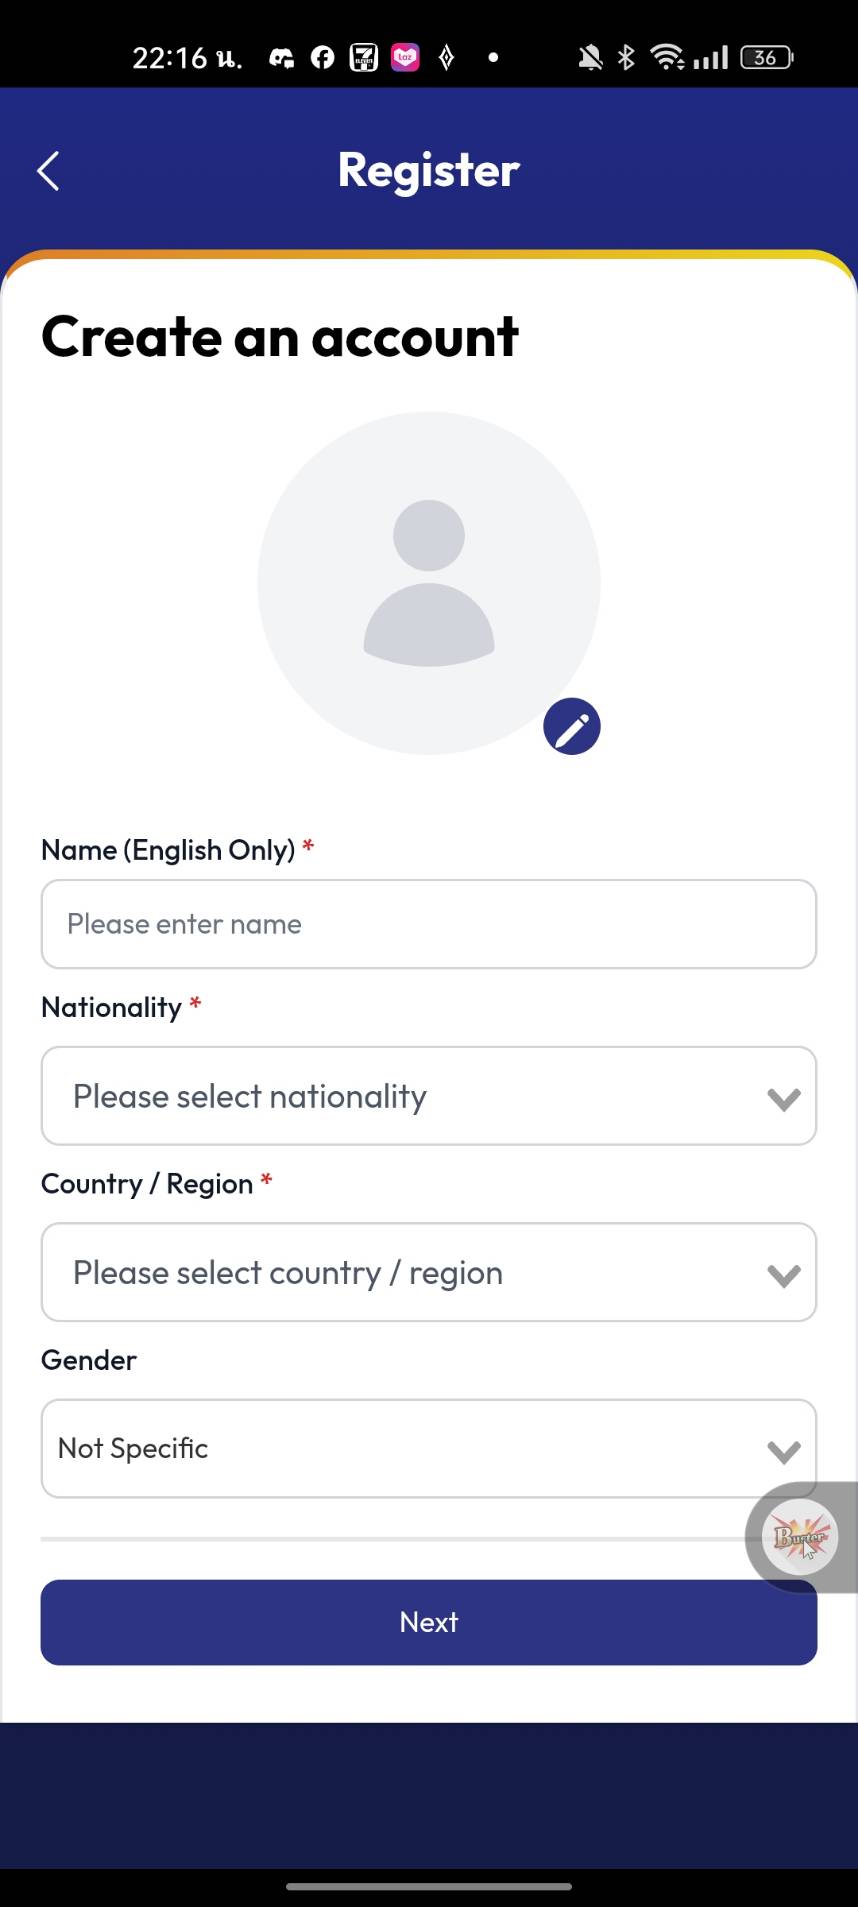 22:16 น.
36
Register
Create an account
Name (English Only) *
Please enter name
Nationality *
Please select nationality
Country / Region *
Please select country / region
Gender
Not Specific
Burter
Next